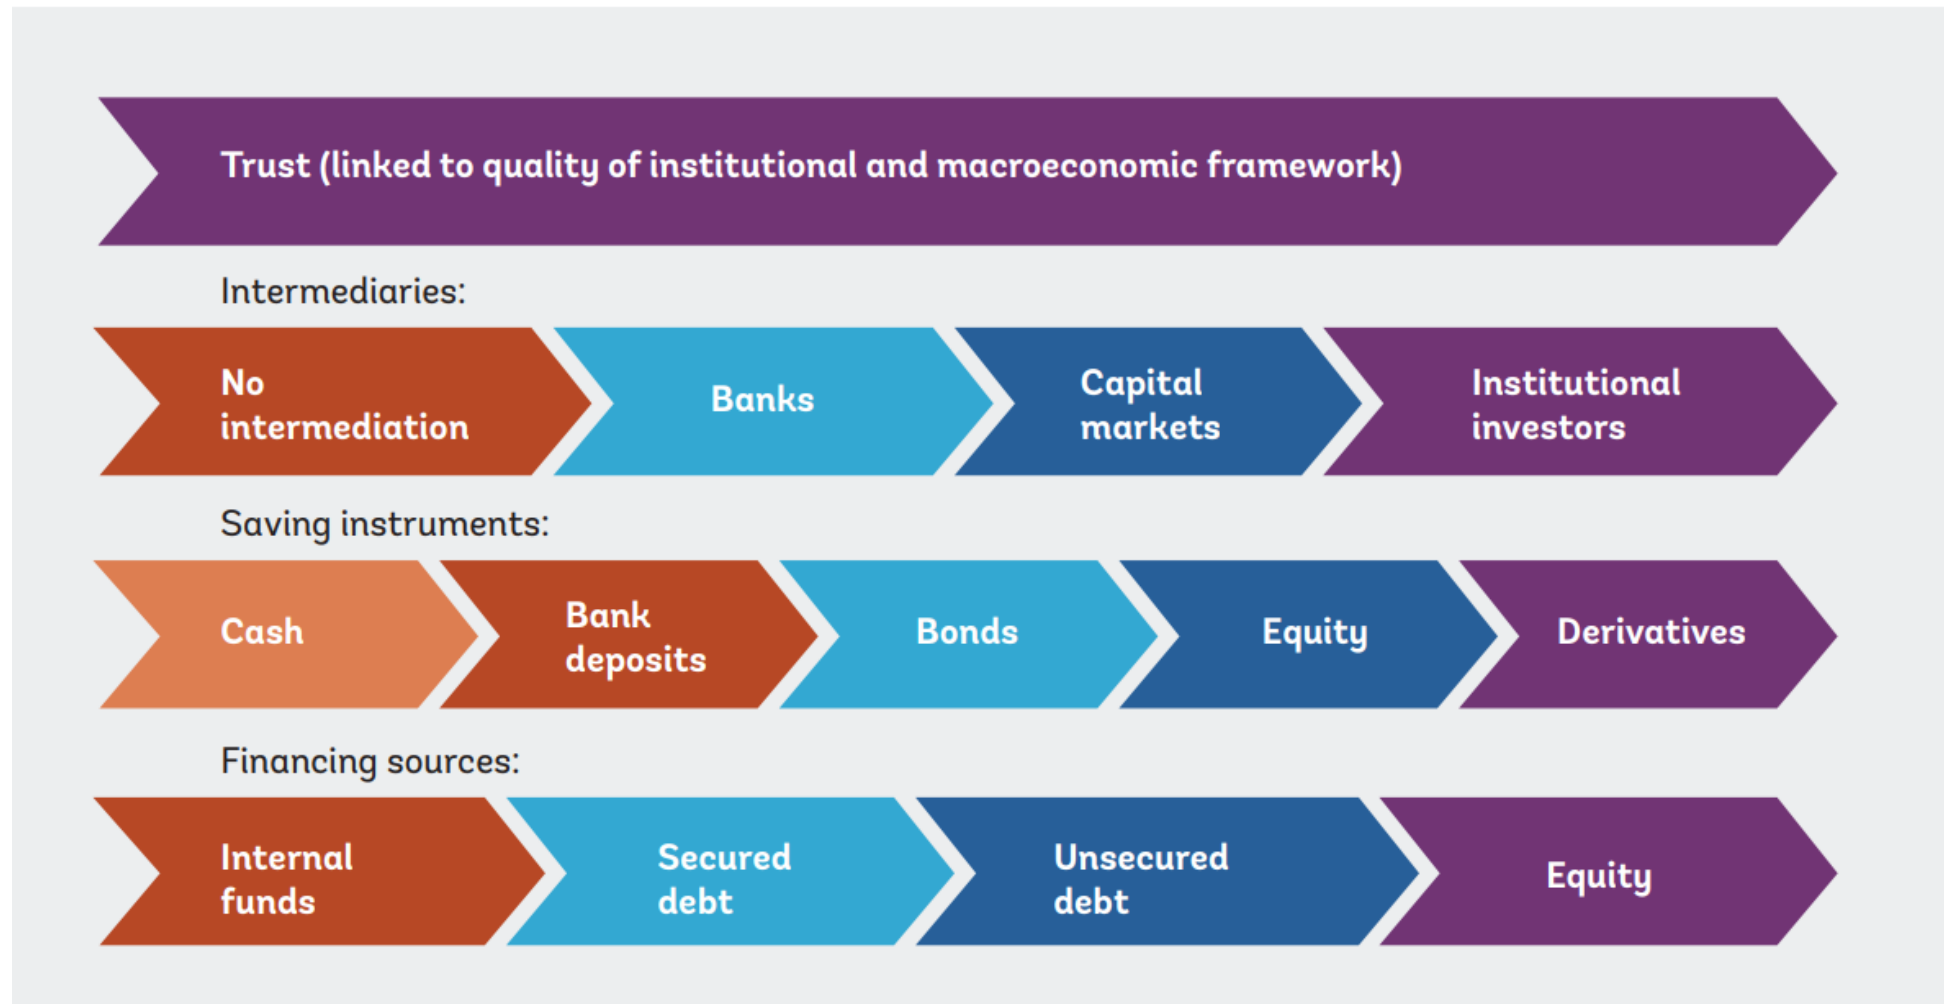 Trust (linked to quality of institutional and macroeconomic framework)
Intermediaries:
No
intermediation
Banks
Capital
markets
Institutional
investors
Saving instruments:
Cash
Bank
deposits
Bonds
Equity
Derivatives
Financing sources:
Internal
funds
Secured
debt
Unsecured
debt
Equity